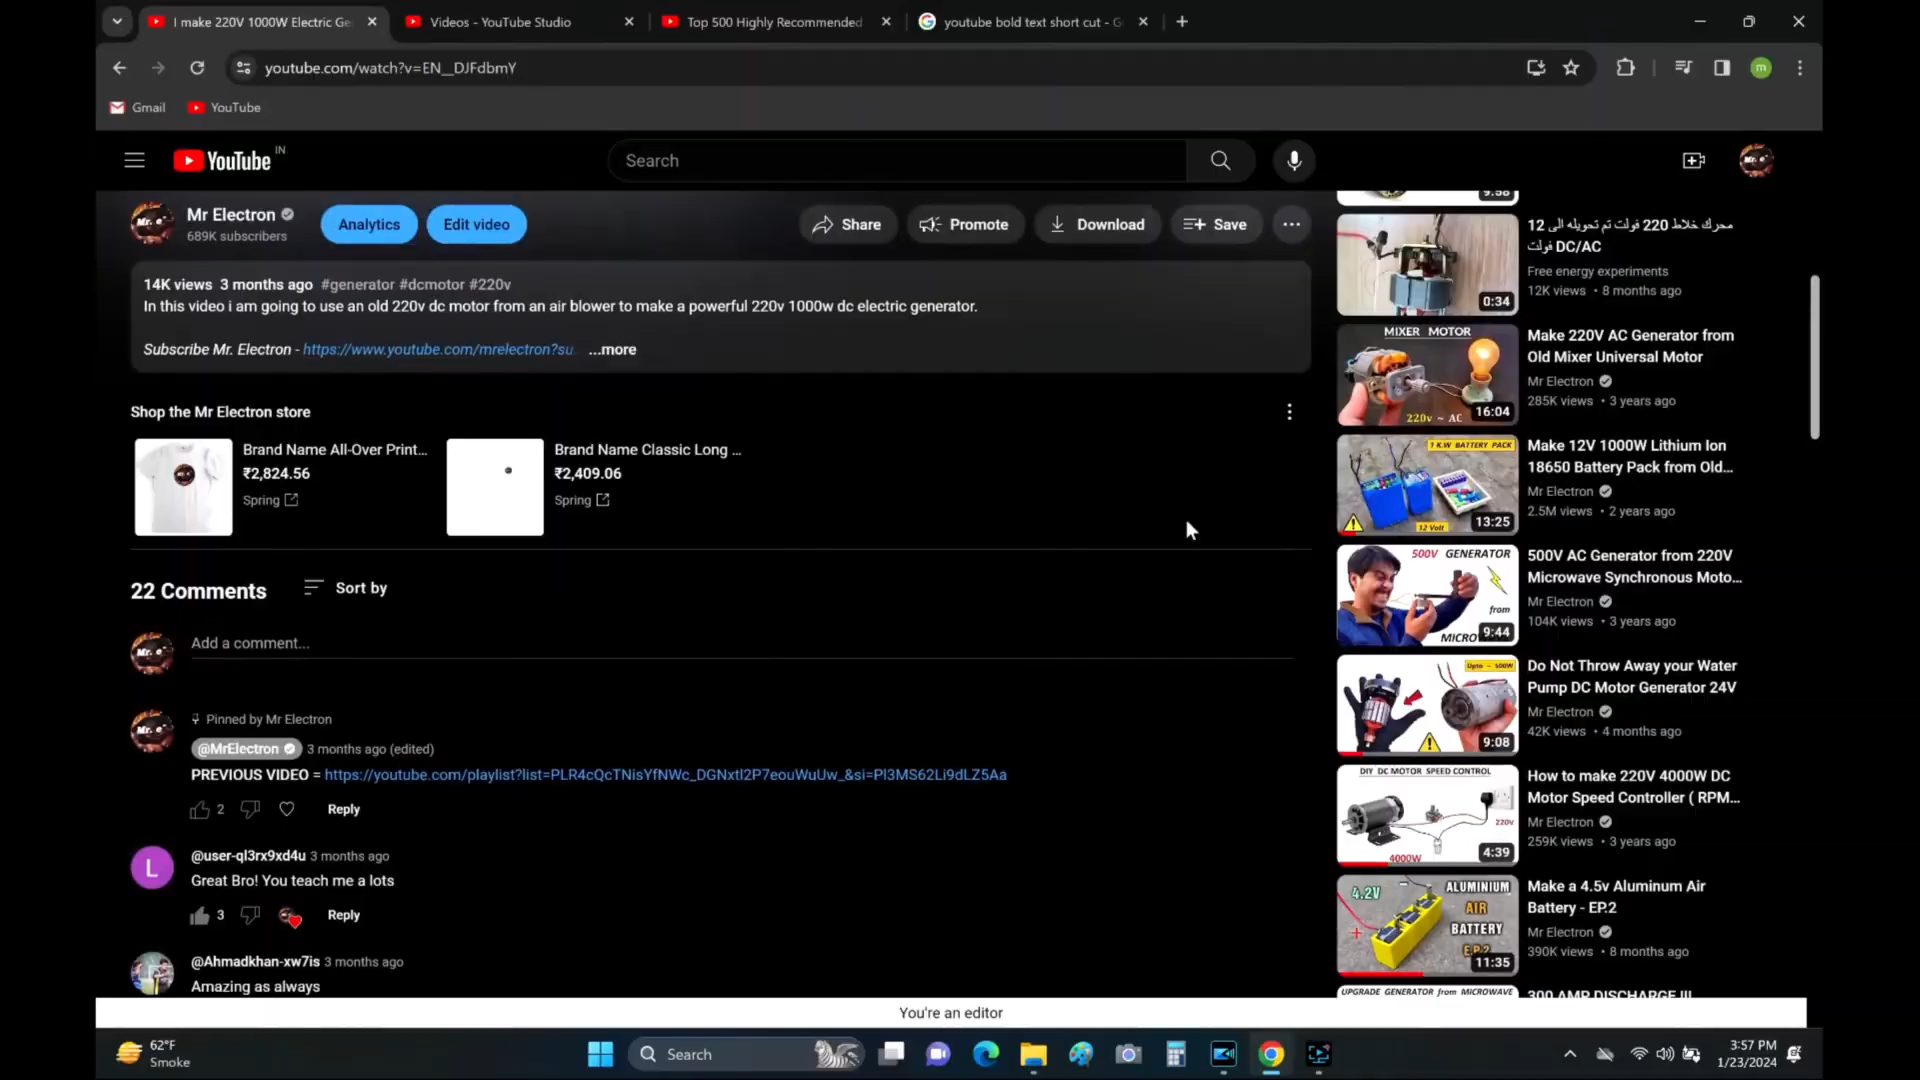 I make 220V 1000W Electric Ge
Videos - YouTube Studio
Top 500 Highly Recommended
youtube bold text short cut - G
youtube.com/watch?v=EN__DJFdbmY
m
Gmail
YouTube
YouTube IN
Search
Mr Electron
689K subscribers
Analytics
Edit video
Share
Promote
Download
Save
14K views 3 months ago #generator #dcmotor #220v
In this video i am going to use an old 220v dc motor from an air blower to make a powerful 220v 1000w dc electric generator.
Subscribe Mr. Electron - https://www.youtube.com/mrelectron?su ...more
Shop the Mr Electron store
Brand Name All-Over Print...
₹2,824.56
Spring
Brand Name Classic Long ...
₹2,409.06
Spring
22 Comments
Sort by
Add a comment...
Pinned by Mr Electron
@MrElectron 3 months ago (edited)
PREVIOUS VIDEO = https://youtube.com/playlist?list=PLR4cQcTNisYfNWc_DGNxtl2P7eouWuUw_&si=Pl3MS62Li9dLZ5Aa
2
Reply
L
@user-ql3rx9xd4u 3 months ago
Great Bro! You teach me a lots
3
Reply
@Ahmadkhan-xw7is 3 months ago
Amazing as always
9:58
0:34
محرك خلاط 220 فولت تم تحويله الى 12
فولت DC/AC
Free energy experiments
12K views • 8 months ago
MIXER MOTOR
220v ~ AC
16:04
Make 220V AC Generator from
Old Mixer Universal Motor
Mr Electron
285K views • 3 years ago
1 K.W BATTERY PACK
12 Volt
13:25
Make 12V 1000W Lithium Ion
18650 Battery Pack from Old...
Mr Electron
2.5M views • 2 years ago
500V GENERATOR
from
MICRO
9:44
500V AC Generator from 220V
Microwave Synchronous Moto...
Mr Electron
104K views • 3 years ago
Upto ~ 500W
9:08
Do Not Throw Away your Water
Pump DC Motor Generator 24V
Mr Electron
42K views • 4 months ago
DIY DC MOTOR SPEED CONTROL
220V
4000W
4:39
How to make 220V 4000W DC
Motor Speed Controller ( RPM...
Mr Electron
259K views • 3 years ago
4.2V
ALUMINIUM
AIR
BATTERY
E.P.2
11:35
Make a 4.5v Aluminum Air
Battery - EP.2
Mr Electron
390K views • 8 months ago
UPGRADE GENERATOR from MICROWAVE
300 AMP DISCHARGE !!!
You're an editor
62°F
Smoke
Search
3:57 PM
1/23/2024